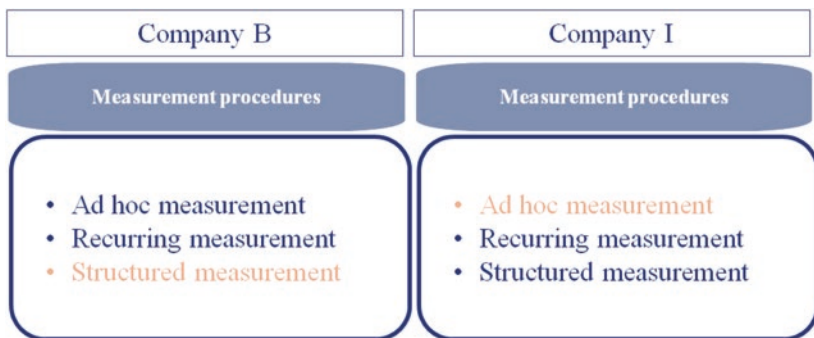 Company B
Company I
Measurement procedures
Measurement procedures
• Ad hoc measurement
• Recurring measurement
• Structured measurement
• Ad hoc measurement
• Recurring measurement
• Structured measurement